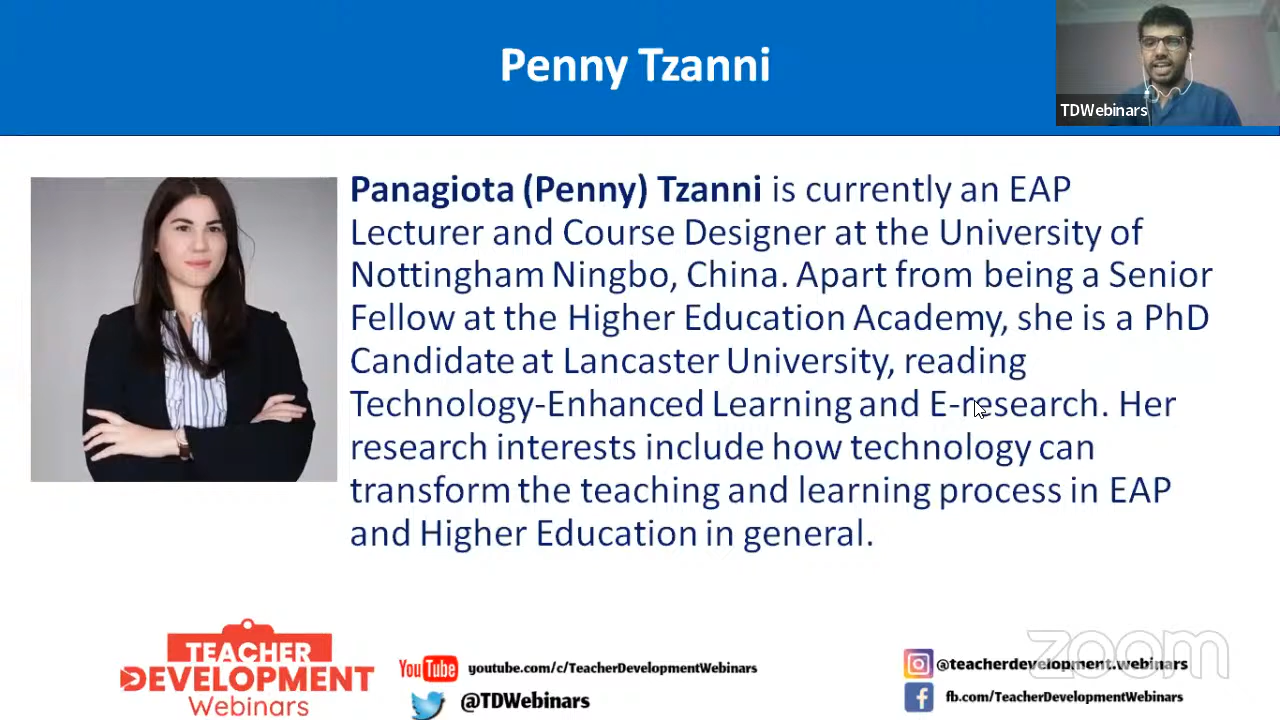 Penny Tzanni
TDWebinars
Panagiota (Penny) Tzanni is currently an EAP
Lecturer and Course Designer at the University of
Nottingham Ningbo, China. Apart from being a Senior
Fellow at the Higher Education Academy, she is a PhD
Candidate at Lancaster University, reading
Technology-Enhanced Learning and E-research. Her
research interests include how technology can
transform the teaching and learning process in EAP
and Higher Education in general.
TEACHER
DEVELOPMENT
Webinars
YouTube youtube.com/c/TeacherDevelopmentWebinars
@TDWebinars
@teacherdevelopment.webinars
fb.com/TeacherDevelopmentWebinars
zoom